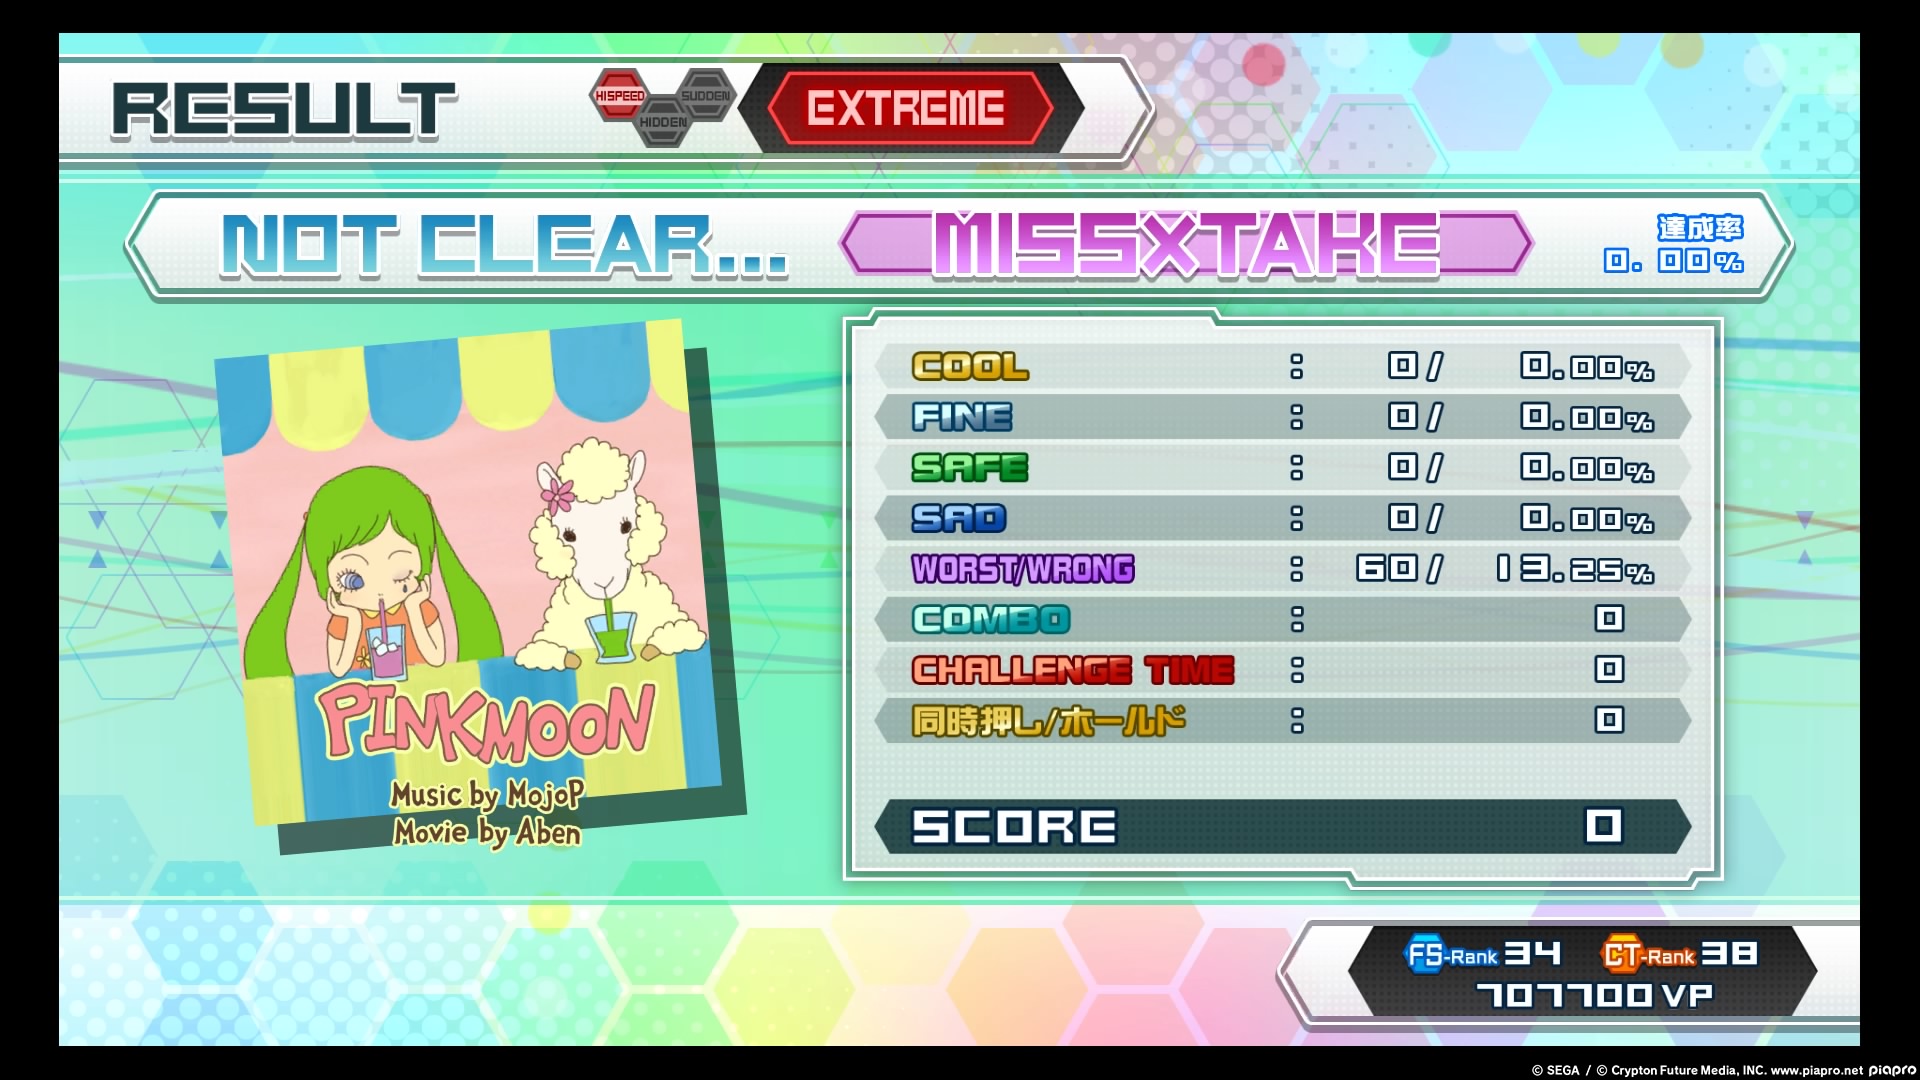 RESULT
HISPEED
SUDDEN
HIDDEN
EXTREME
NOT CLEAR...
MISS×TAKE
達成率
0.00%
COOL : 0/ 0.00%
FINE : 0/ 0.00%
SAFE : 0/ 0.00%
SAD : 0/ 0.00%
WORST/WRONG : 60/ 13.25%
COMBO : 0
CHALLENGE TIME : 0
同時押し/ホールド : 0
SCORE 0
PINKMOON
Music by MojoP
Movie by Aben
FS-Rank 34 CT-Rank 38
707700 VP
© SEGA / © Crypton Future Media, INC. www.piapro.net piapro